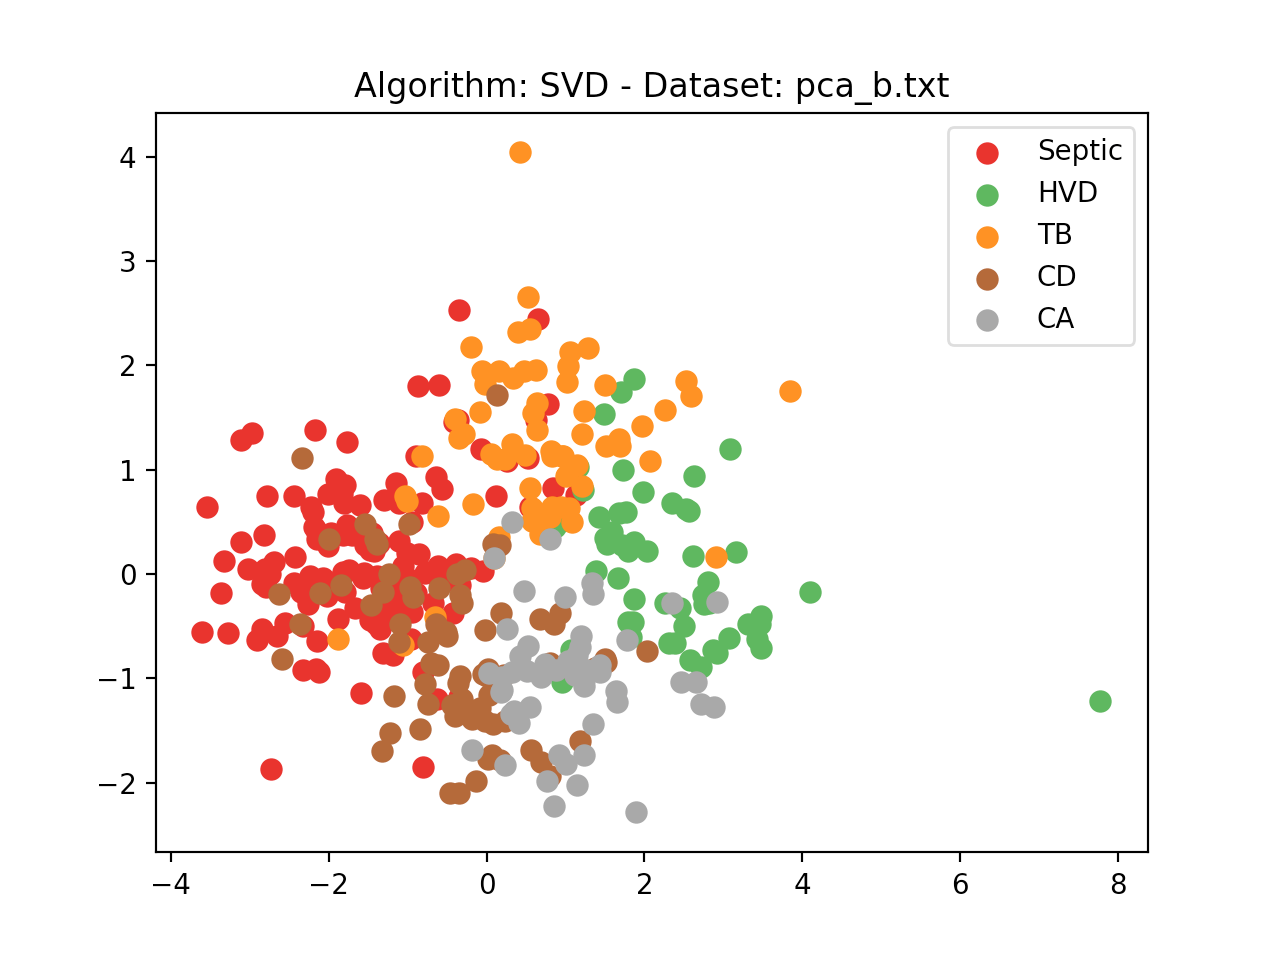 Algorithm: SVD - Dataset: pca_b.txt
Septic
HVD
TB
CD
CA
4
3
2
1
0
−1
−2
−4 −2 0 2 4 6 8